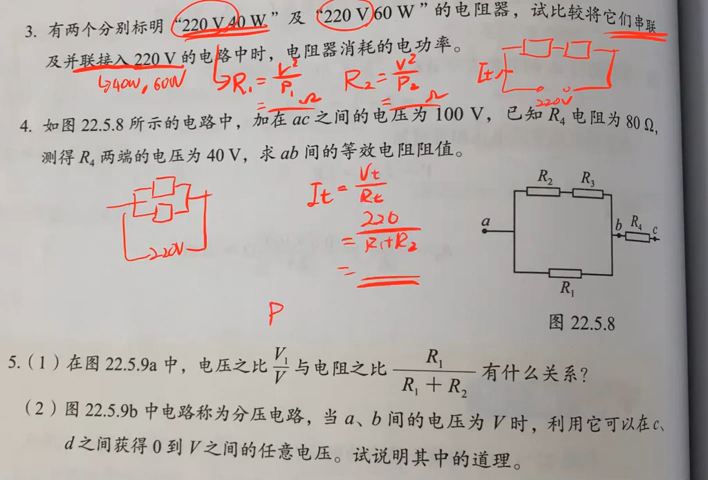 3. 有两个分别标明 “220 V 40 W” 及 “220 V 60 W” 的电阻器，试比较将它们串联
及并联接入 220 V 的电路中时，电阻器消耗的电功率。
↳40W, 60W
R₁ = V²/P₁
= __Ω
R₂ = V²/P₂
= __Ω
It
220V
4. 如图 22.5.8 所示的电路中，加在 ac 之间的电压为 100 V，已知 R₄ 电阻为 80 Ω,
测得 R₄ 两端的电压为 40 V，求 ab 间的等效电阻阻值。
220V
It = Vt/Rt
= 220/(R₁+R₂)
= __
P
R₂ R₃
a b R₄ c
R₁
图 22.5.8
5. (1) 在图 22.5.9a 中，电压之比 V₁/V 与电阻之比 R₁/(R₁ + R₂) 有什么关系？
(2) 图 22.5.9b 中电路称为分压电路，当 a、b 间的电压为 V 时，利用它可以在 c、
d 之间获得 0 到 V 之间的任意电压。试说明其中的道理。